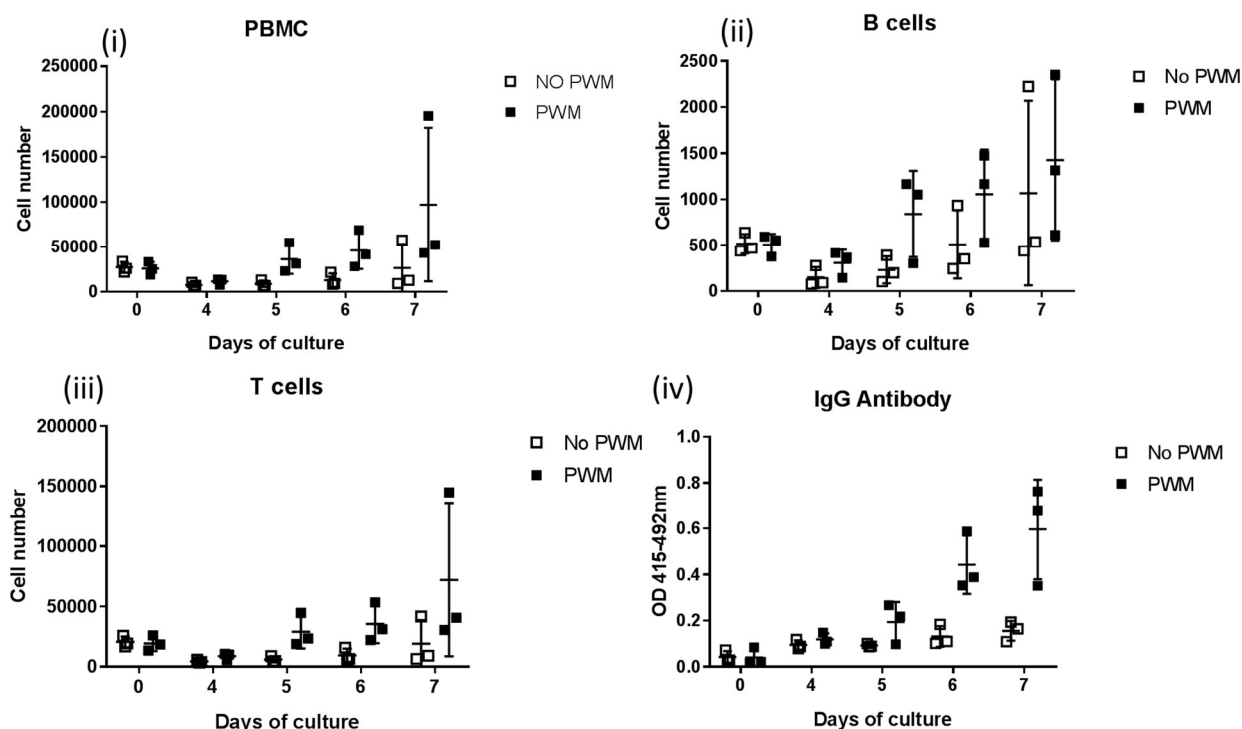 (i)
PBMC
250000
200000
150000
100000
50000
0
Cell number
0 4 5 6 7
Days of culture
NO PWM
PWM
(ii)
B cells
2500
2000
1500
1000
500
0
Cell number
0 4 5 6 7
Days of culture
No PWM
PWM
(iii)
T cells
200000
150000
100000
50000
0
Cell number
0 4 5 6 7
Days of culture
No PWM
PWM
(iv)
IgG Antibody
1.0
0.8
0.6
0.4
0.2
0.0
OD 415-492nm
0 4 5 6 7
Days of culture
No PWM
PWM